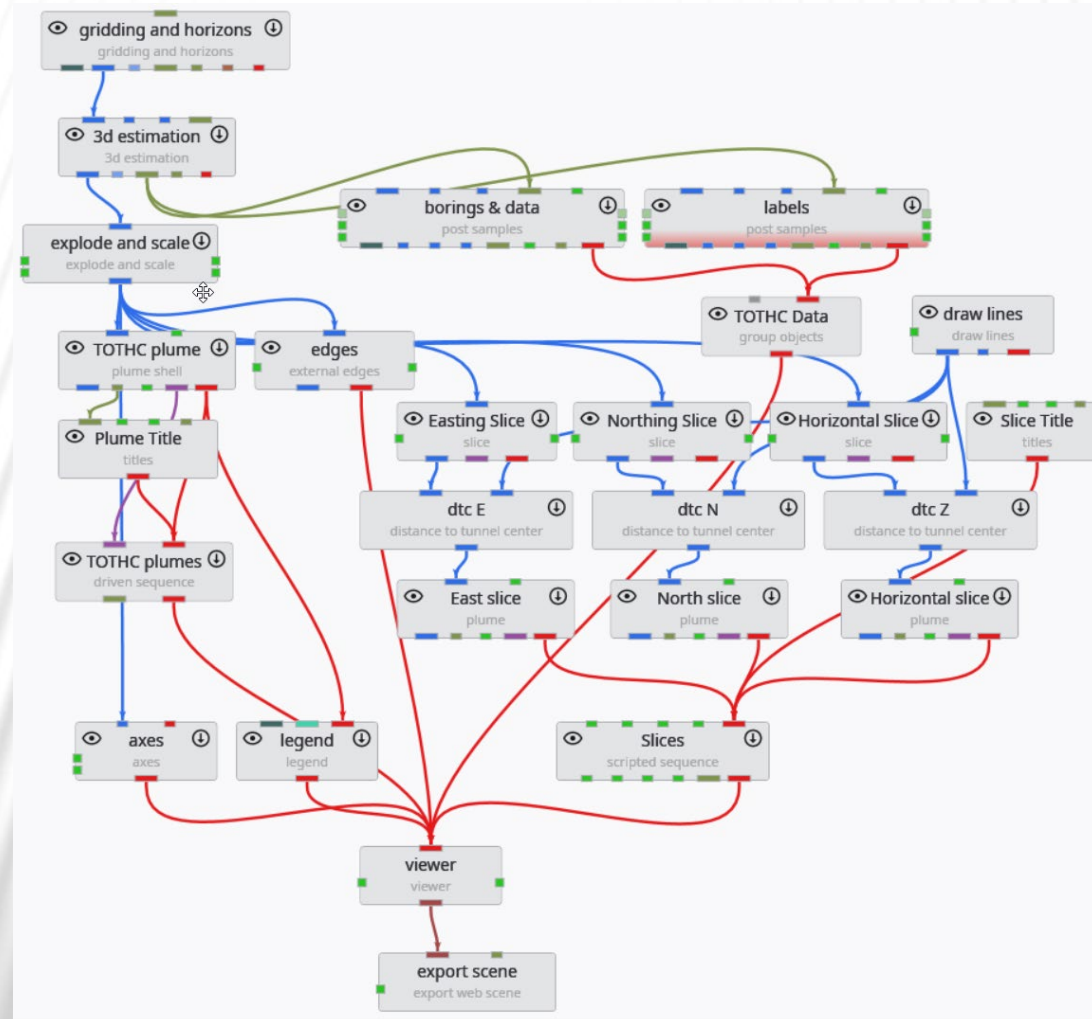 gridding and horizons
gridding and horizons
3d estimation
3d estimation
borings & data
post samples
labels
post samples
explode and scale
explode and scale
TOTHC plume
plume shell
edges
external edges
TOTHC Data
group objects
draw lines
draw lines
Plume Title
titles
Easting Slice
slice
Northing Slice
slice
Horizontal Slice
slice
Slice Title
titles
dtc E
distance to tunnel center
dtc N
distance to tunnel center
dtc Z
distance to tunnel center
TOTHC plumes
driven sequence
East slice
plume
North slice
plume
Horizontal slice
plume
axes
axes
legend
legend
Slices
scripted sequence
viewer
viewer
export scene
export web scene